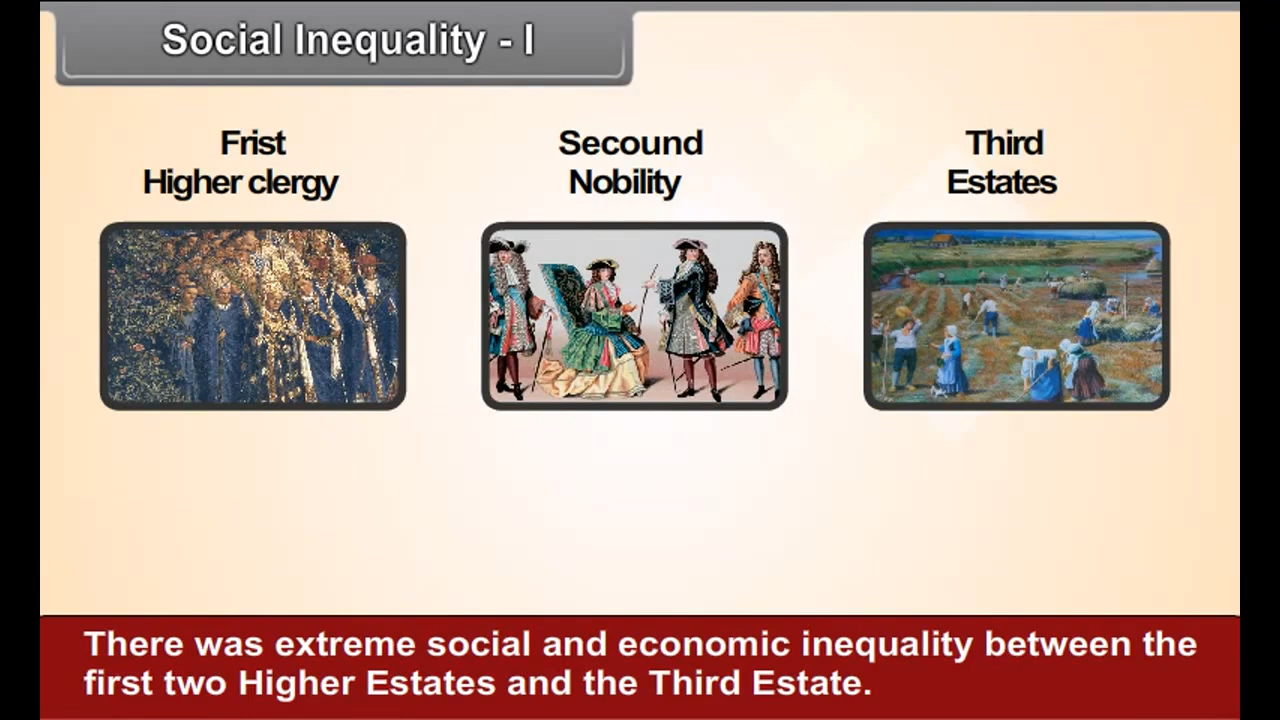 Social Inequality - I
Frist
Higher clergy
Secound
Nobility
Third
Estates
There was extreme social and economic inequality between the
first two Higher Estates and the Third Estate.